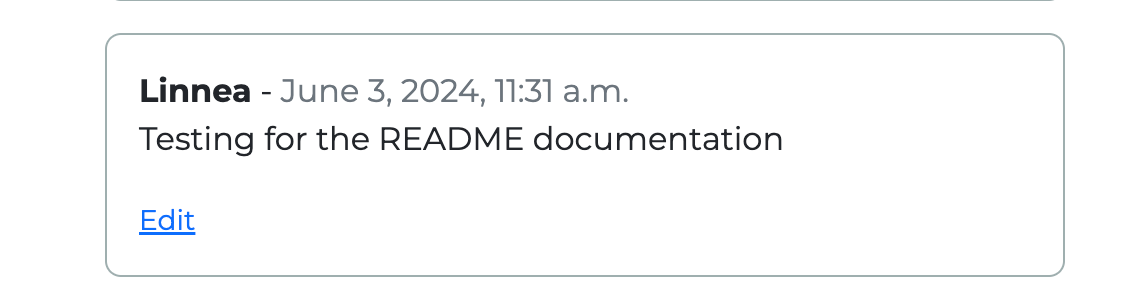 Linnea - June 3, 2024, 11:31 a.m.
Testing for the README documentation
Edit